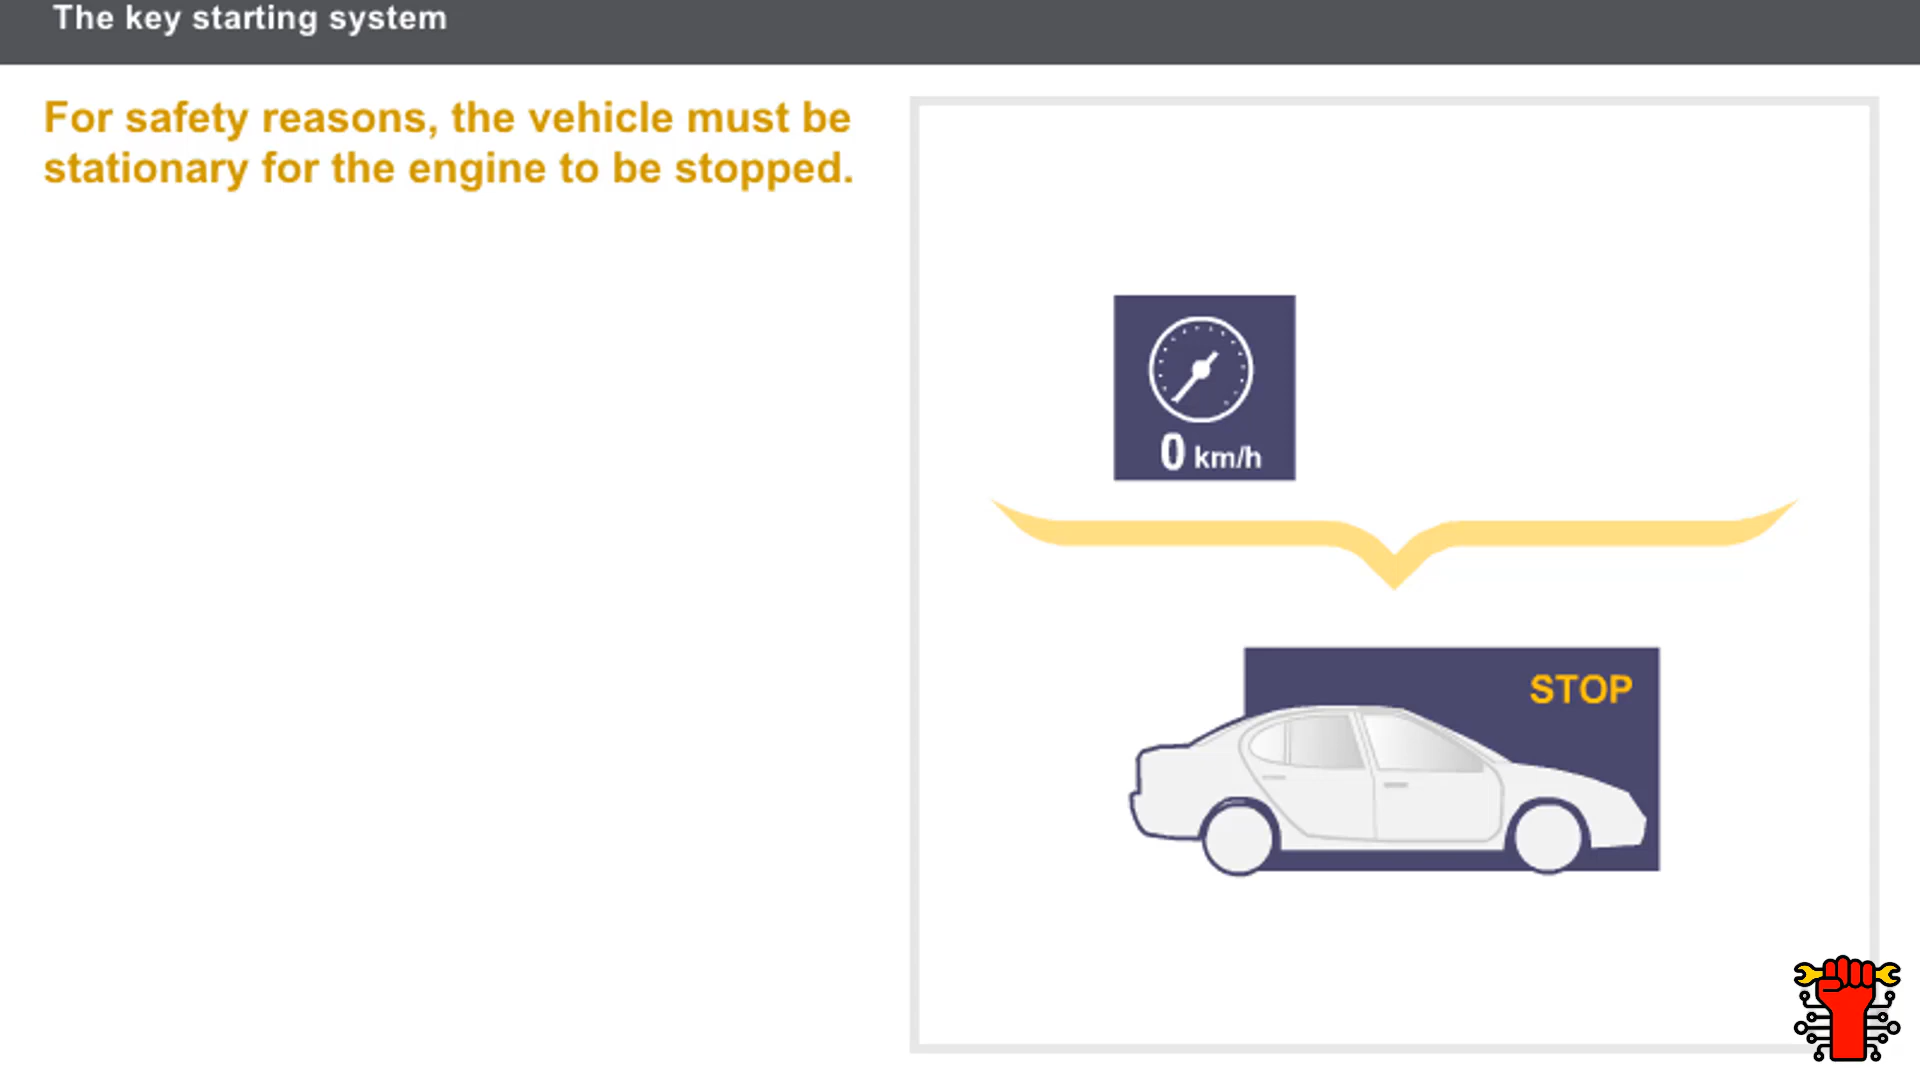 The key starting system
For safety reasons, the vehicle must be
stationary for the engine to be stopped.
0 km/h
STOP